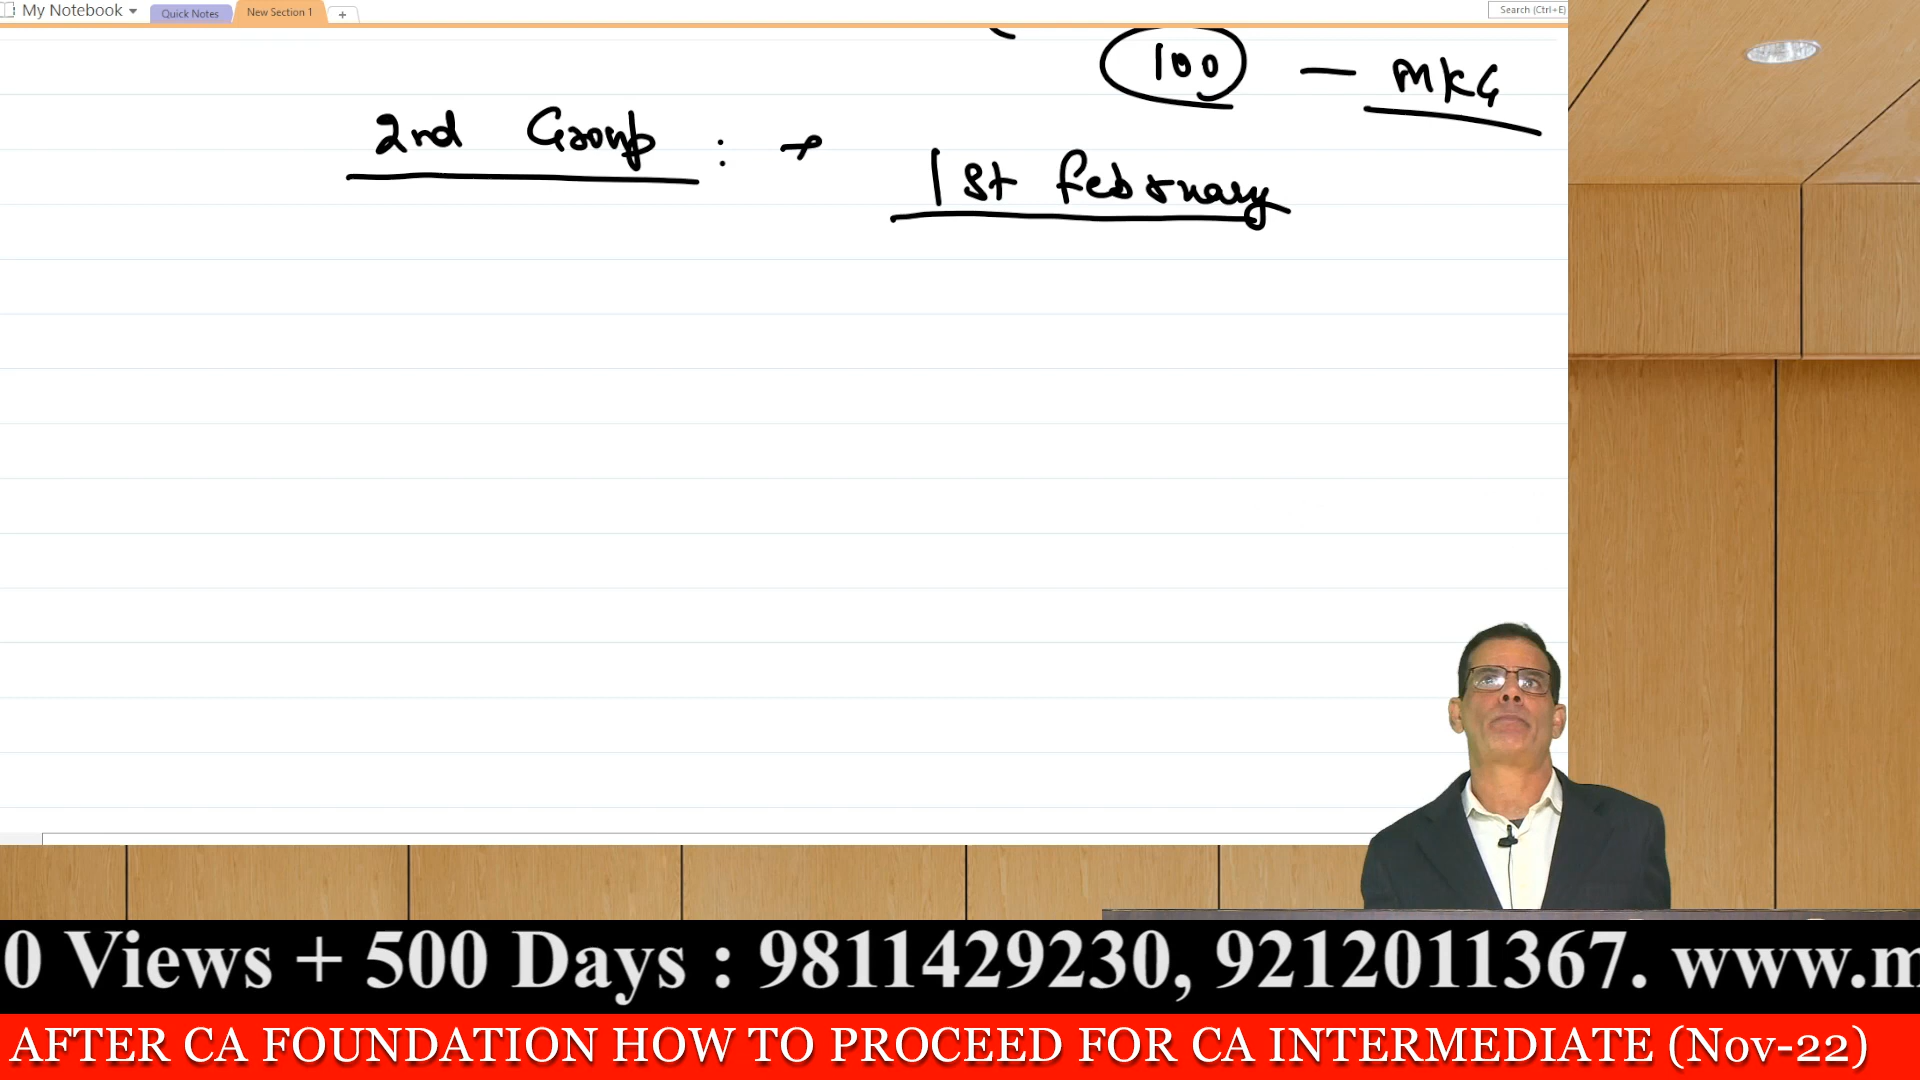 My Notebook
Quick Notes
New Section 1
+
Search (Ctrl+E)
100 — MKG
2nd Group : →
1st February
0 Views + 500 Days : 9811429230, 9212011367. www.m
AFTER CA FOUNDATION HOW TO PROCEED FOR CA INTERMEDIATE (Nov-22)